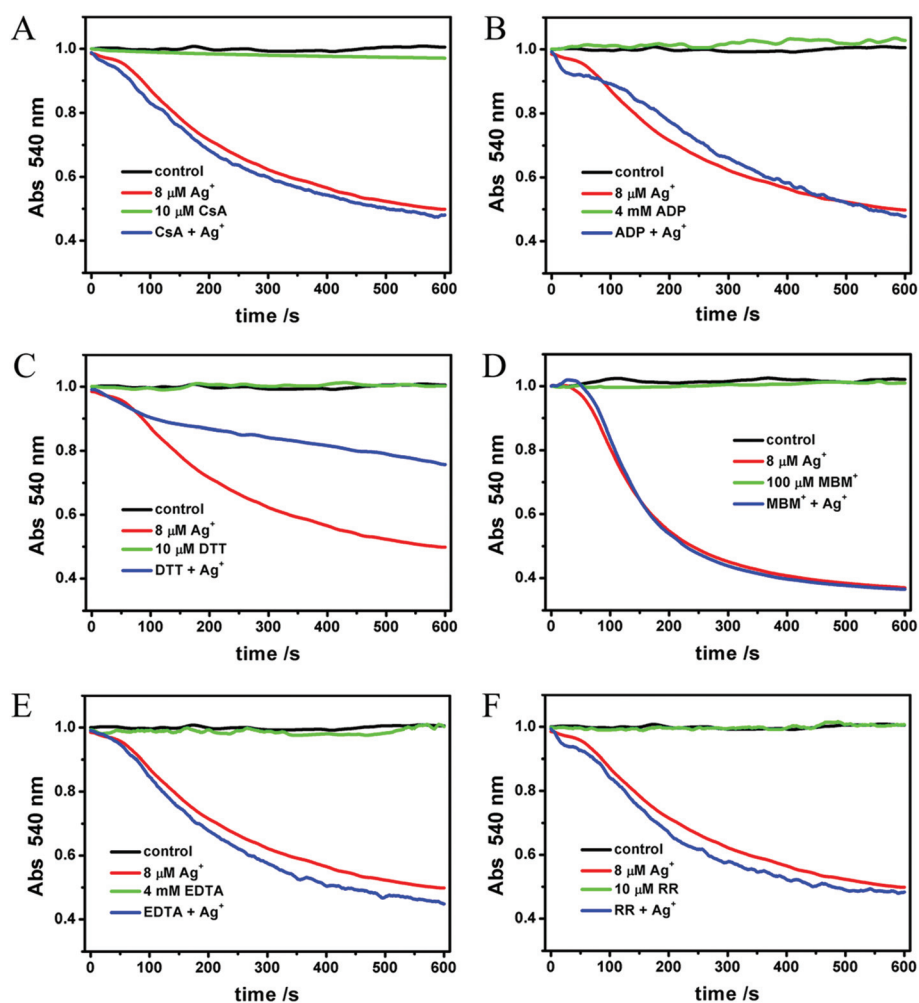 A
Abs 540 nm
1.0
0.8
0.6
0.4
control
8 μM Ag⁺
10 μM CsA
CsA + Ag⁺
0 100 200 300 400 500 600
time /s
B
Abs 540 nm
1.0
0.8
0.6
0.4
control
8 μM Ag⁺
4 mM ADP
ADP + Ag⁺
0 100 200 300 400 500 600
time /s
C
Abs 540 nm
1.0
0.8
0.6
0.4
control
8 μM Ag⁺
10 μM DTT
DTT + Ag⁺
0 100 200 300 400 500 600
time /s
D
Abs 540 nm
1.0
0.8
0.6
0.4
control
8 μM Ag⁺
100 μM MBM⁺
MBM⁺ + Ag⁺
0 100 200 300 400 500 600
time /s
E
Abs 540 nm
1.0
0.8
0.6
0.4
control
8 μM Ag⁺
4 mM EDTA
EDTA + Ag⁺
0 100 200 300 400 500 600
time /s
F
Abs 540 nm
1.0
0.8
0.6
0.4
control
8 μM Ag⁺
10 μM RR
RR + Ag⁺
0 100 200 300 400 500 600
time /s